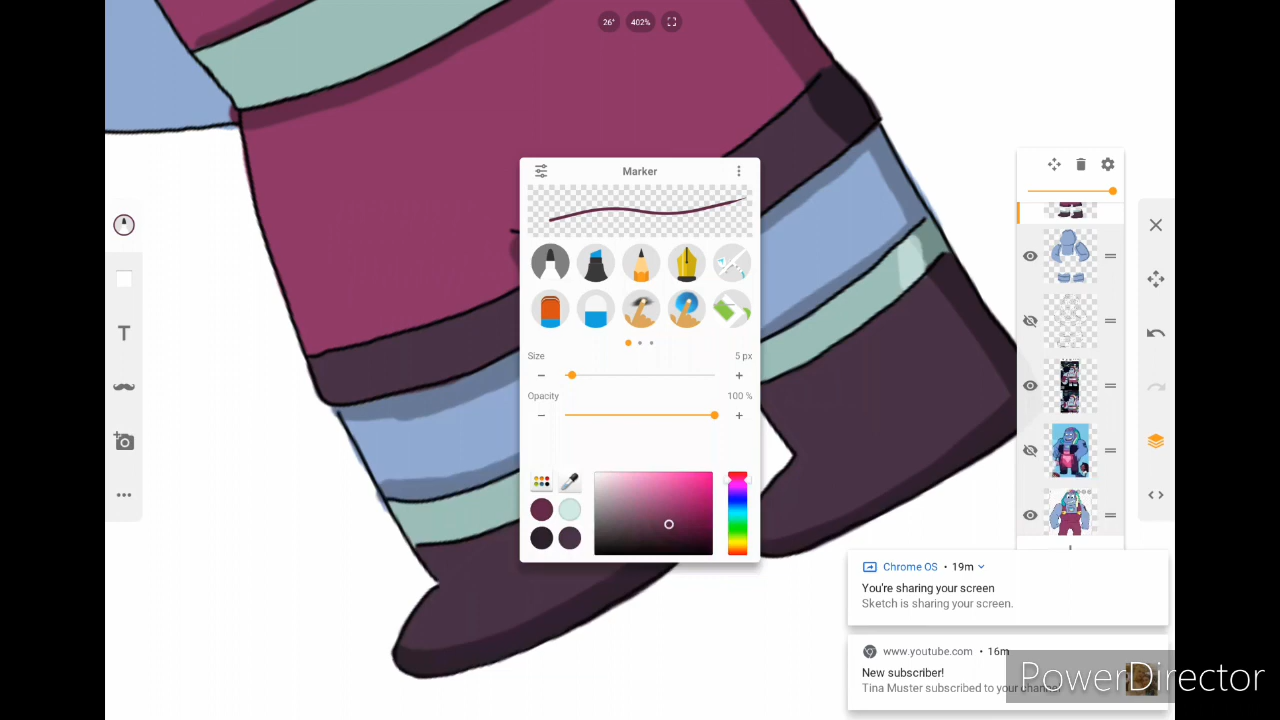 26°
402%
Marker
Size
5 px
Opacity
100 %
T
Chrome OS • 19m
You're sharing your screen
Sketch is sharing your screen.
www.youtube.com • 16m
New subscriber!
Tina Muster subscribed to your channel
PowerDirector